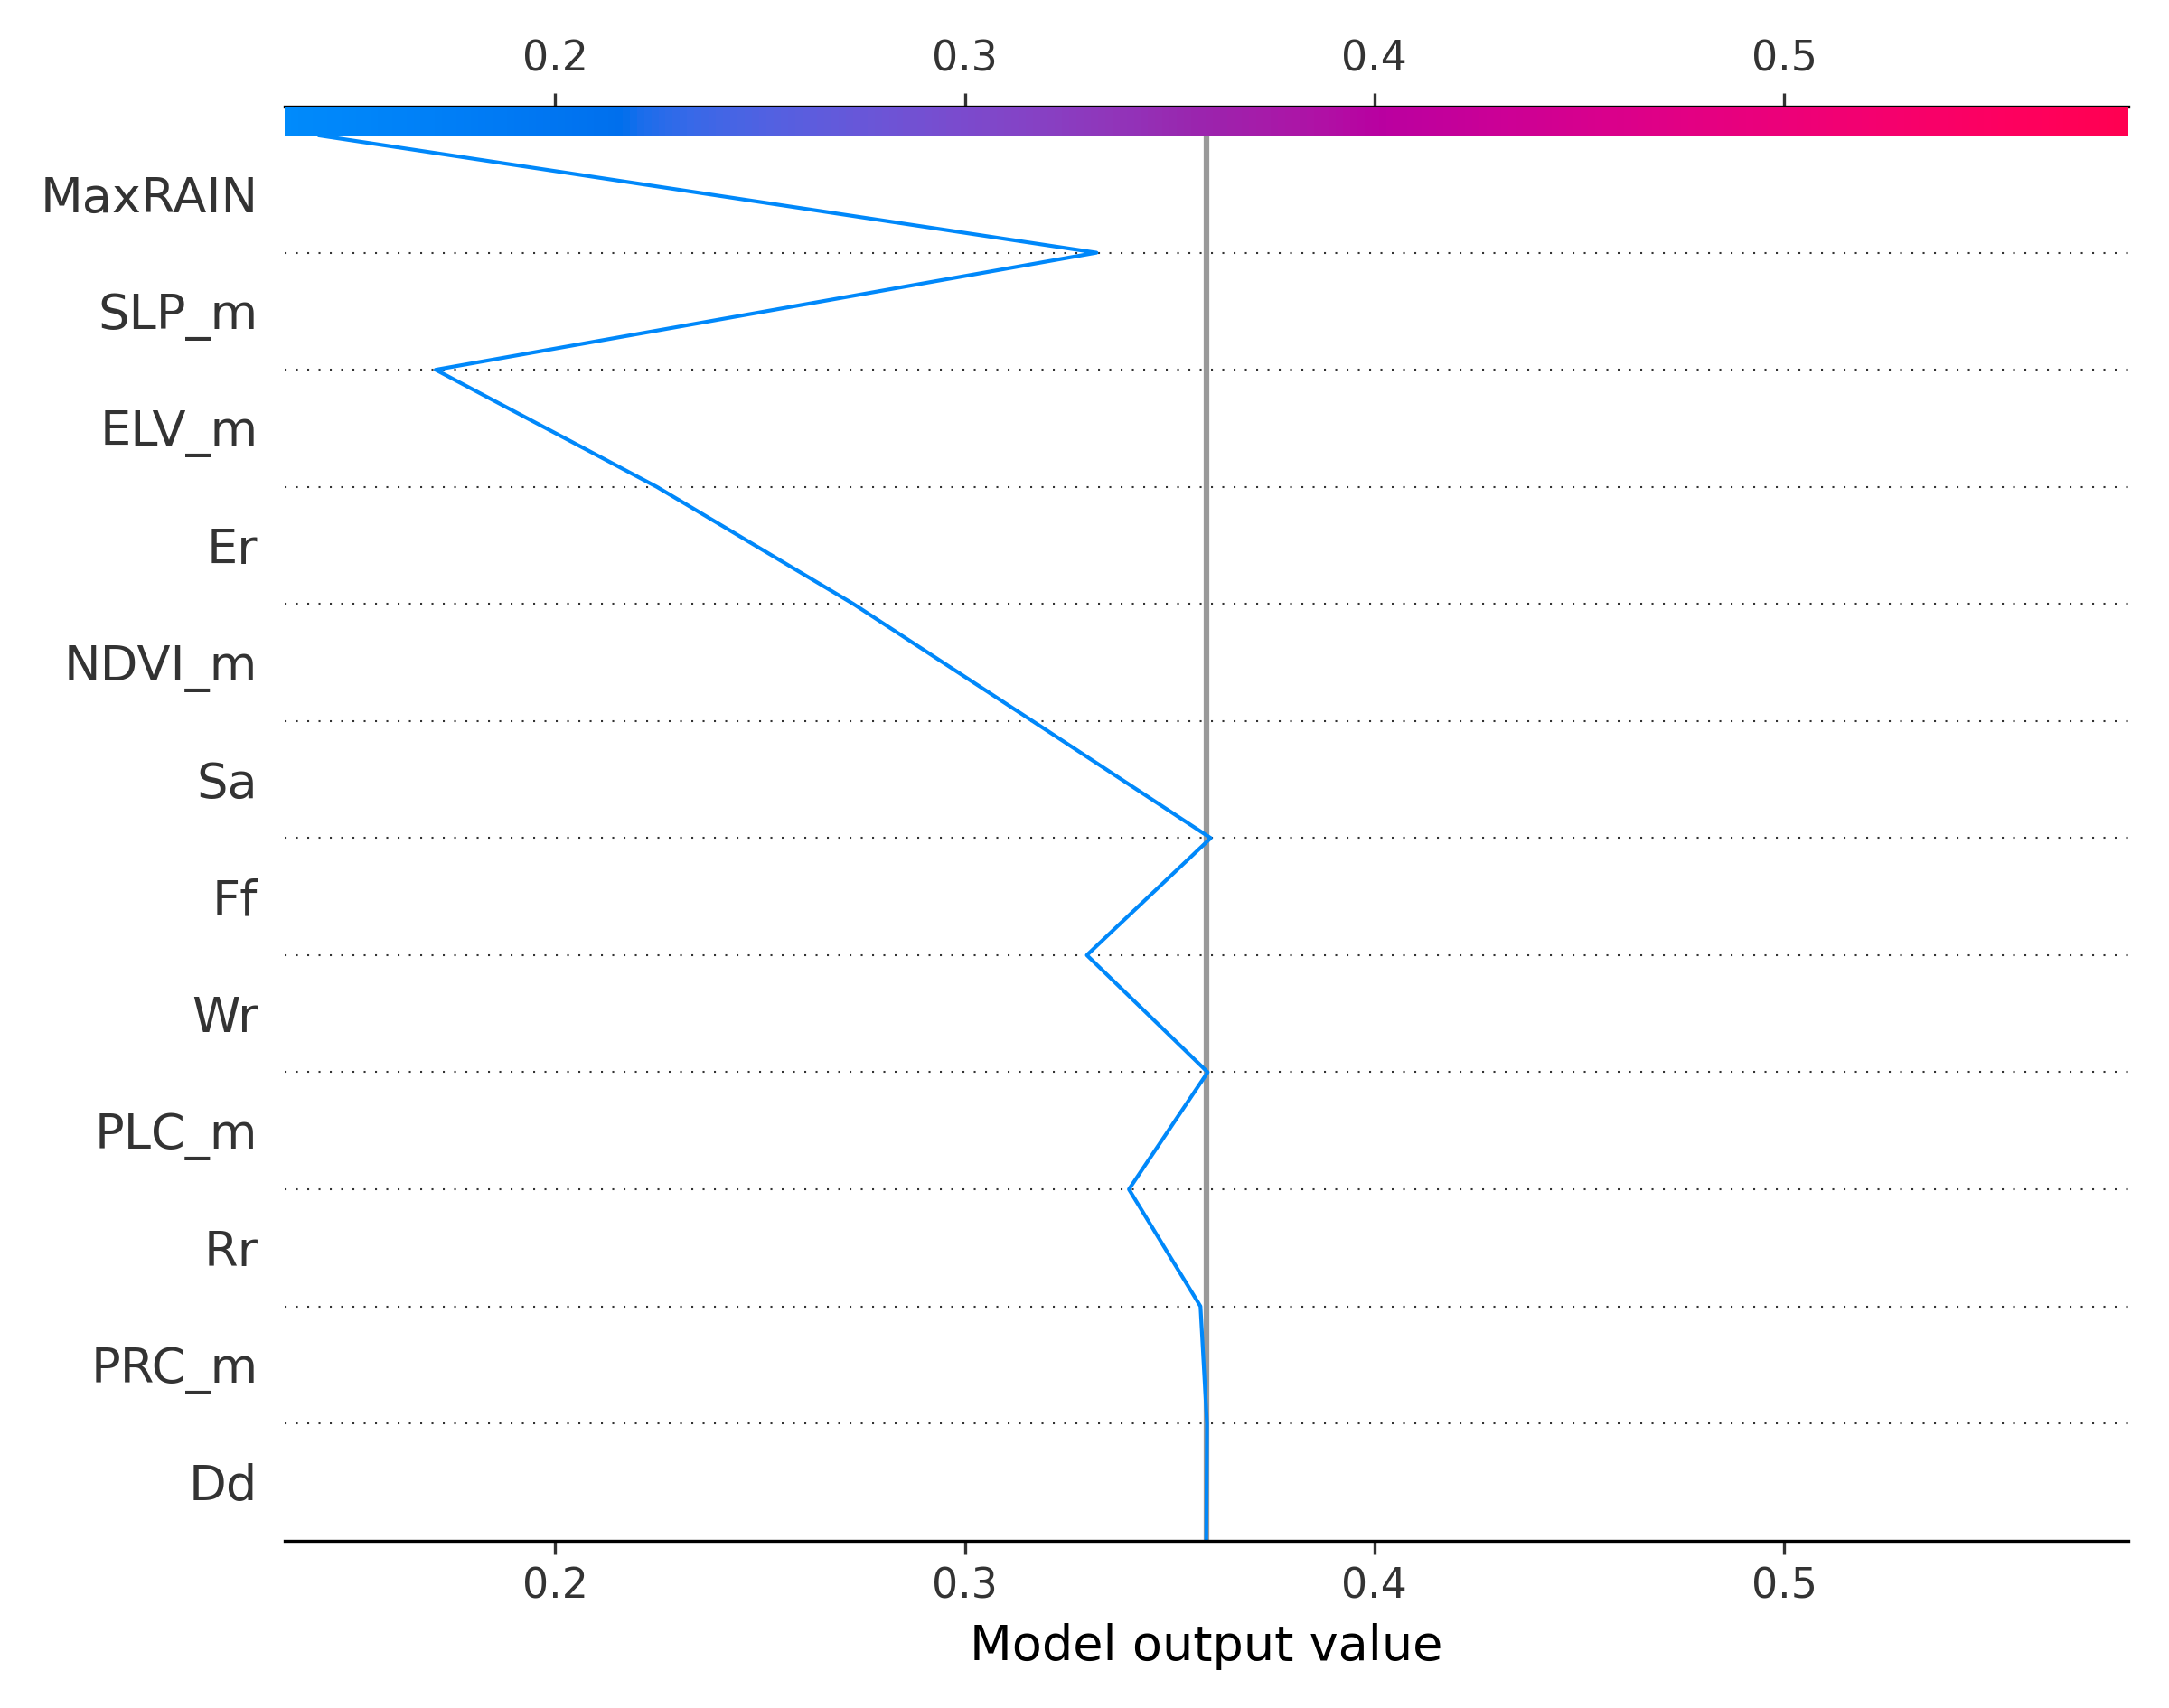 0.2 0.3 0.4 0.5
MaxRAIN
SLP_m
ELV_m
Er
NDVI_m
Sa
Ff
Wr
PLC_m
Rr
PRC_m
Dd
0.2 0.3 0.4 0.5
Model output value